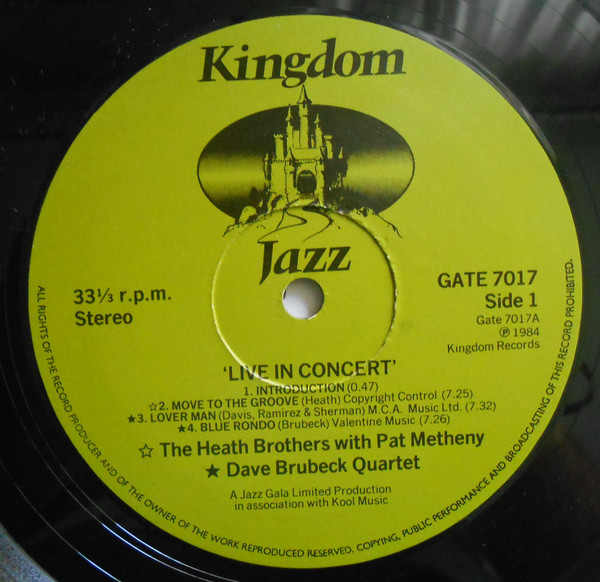 Kingdom
Jazz
33⅓ r.p.m.
Stereo
GATE 7017
Side 1
Gate 7017A
℗ 1984
Kingdom Records
'LIVE IN CONCERT'
1. INTRODUCTION (0.47)
☆2. MOVE TO THE GROOVE (Heath) Copyright Control (7.25)
★3. LOVER MAN (Davis, Ramirez & Sherman) M.C.A. Music Ltd. (7.32)
★4. BLUE RONDO (Brubeck) Valentine Music (7.26)
☆ The Heath Brothers with Pat Metheny
★ Dave Brubeck Quartet
A Jazz Gala Limited Production
in association with Kool Music
ALL RIGHTS OF THE RECORD PRODUCER AND OF THE OWNER OF THE WORK REPRODUCED RESERVED. COPYING, PUBLIC PERFORMANCE AND BROADCASTING OF THIS RECORD PROHIBITED.